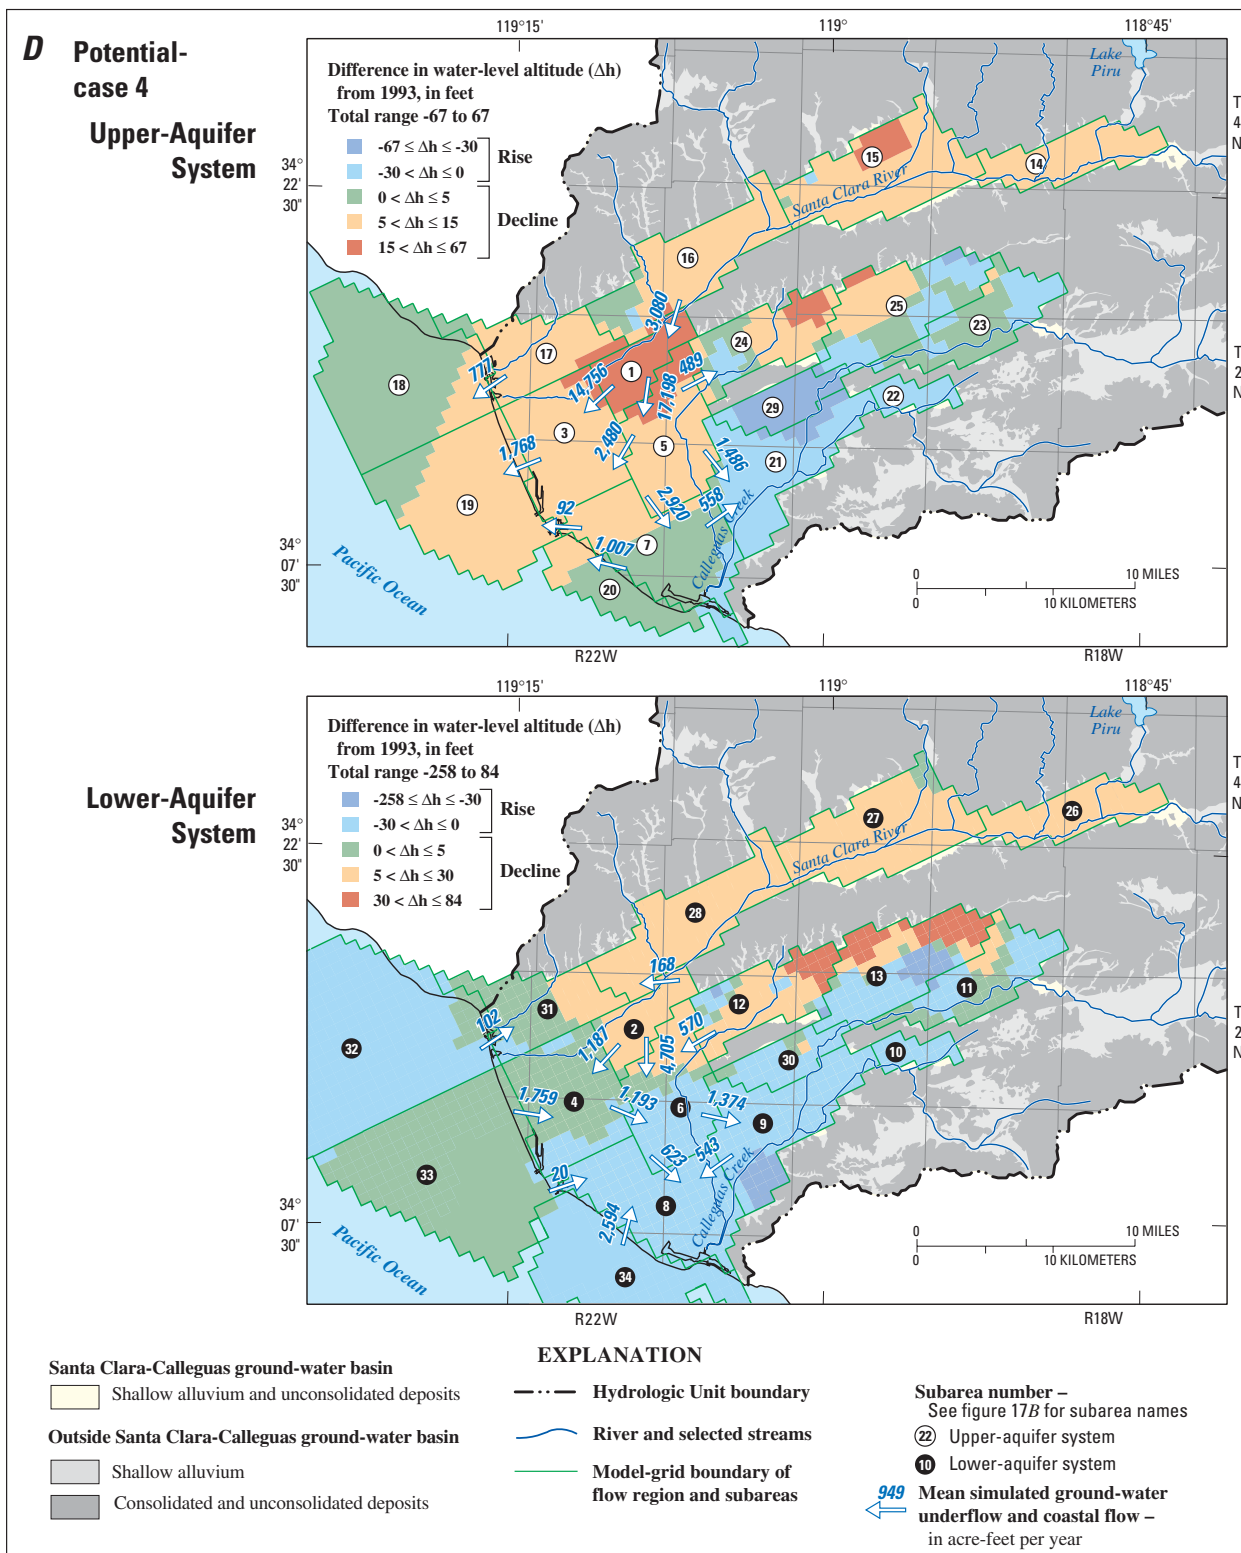 D Potential-
case 4
Upper-Aquifer
System
119°15'
119°
118°45'
Difference in water-level altitude (Δh)
from 1993, in feet
Total range -67 to 67
-67 ≤ Δh ≤ -30
-30 < Δh ≤ 0
Rise
0 < Δh ≤ 5
5 < Δh ≤ 15
15 < Δh ≤ 67
Decline
Lake
Piru
T
4
N
34°
22'
30"
15
14
Santa Clara River
16
3,080
25
23
24
17
18
777
1
14,756
17,198
489
T
2
N
22
29
3
5
2,480
1,768
1,486
21
19
2,920
558
92
7
1,007
20
Calleguas Creek
34°
07'
30"
Pacific Ocean
0 10 MILES
0 10 KILOMETERS
R22W
R18W
Lower-Aquifer
System
119°15'
119°
118°45'
Difference in water-level altitude (Δh)
from 1993, in feet
Total range -258 to 84
-258 ≤ Δh ≤ -30
-30 < Δh ≤ 0
Rise
0 < Δh ≤ 5
5 < Δh ≤ 30
30 < Δh ≤ 84
Decline
Lake
Piru
T
4
N
34°
22'
30"
27
26
Santa Clara River
28
168
13
11
12
31
102
2
570
1,187
4,705
32
30
10
T
2
N
1,759
4
1,193
6
1,374
9
623
543
33
20
8
2,594
34
Calleguas Creek
34°
07'
30"
Pacific Ocean
0 10 MILES
0 10 KILOMETERS
R22W
R18W
EXPLANATION
Santa Clara-Calleguas ground-water basin
Shallow alluvium and unconsolidated deposits
Outside Santa Clara-Calleguas ground-water basin
Shallow alluvium
Consolidated and unconsolidated deposits
Hydrologic Unit boundary
River and selected streams
Model-grid boundary of
flow region and subareas
Subarea number –
See figure 17B for subarea names
22 Upper-aquifer system
10 Lower-aquifer system
949 Mean simulated ground-water
underflow and coastal flow –
in acre-feet per year